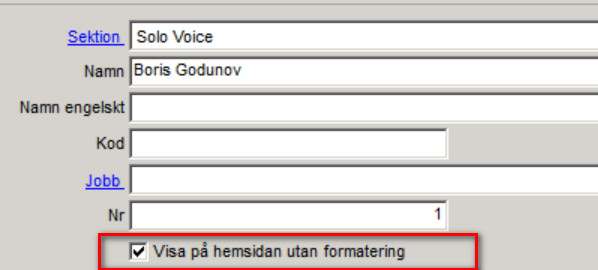 Sektion Solo Voice
Namn Boris Godunov
Namn engelskt
Kod
Jobb
Nr 1
Visa på hemsidan utan formatering